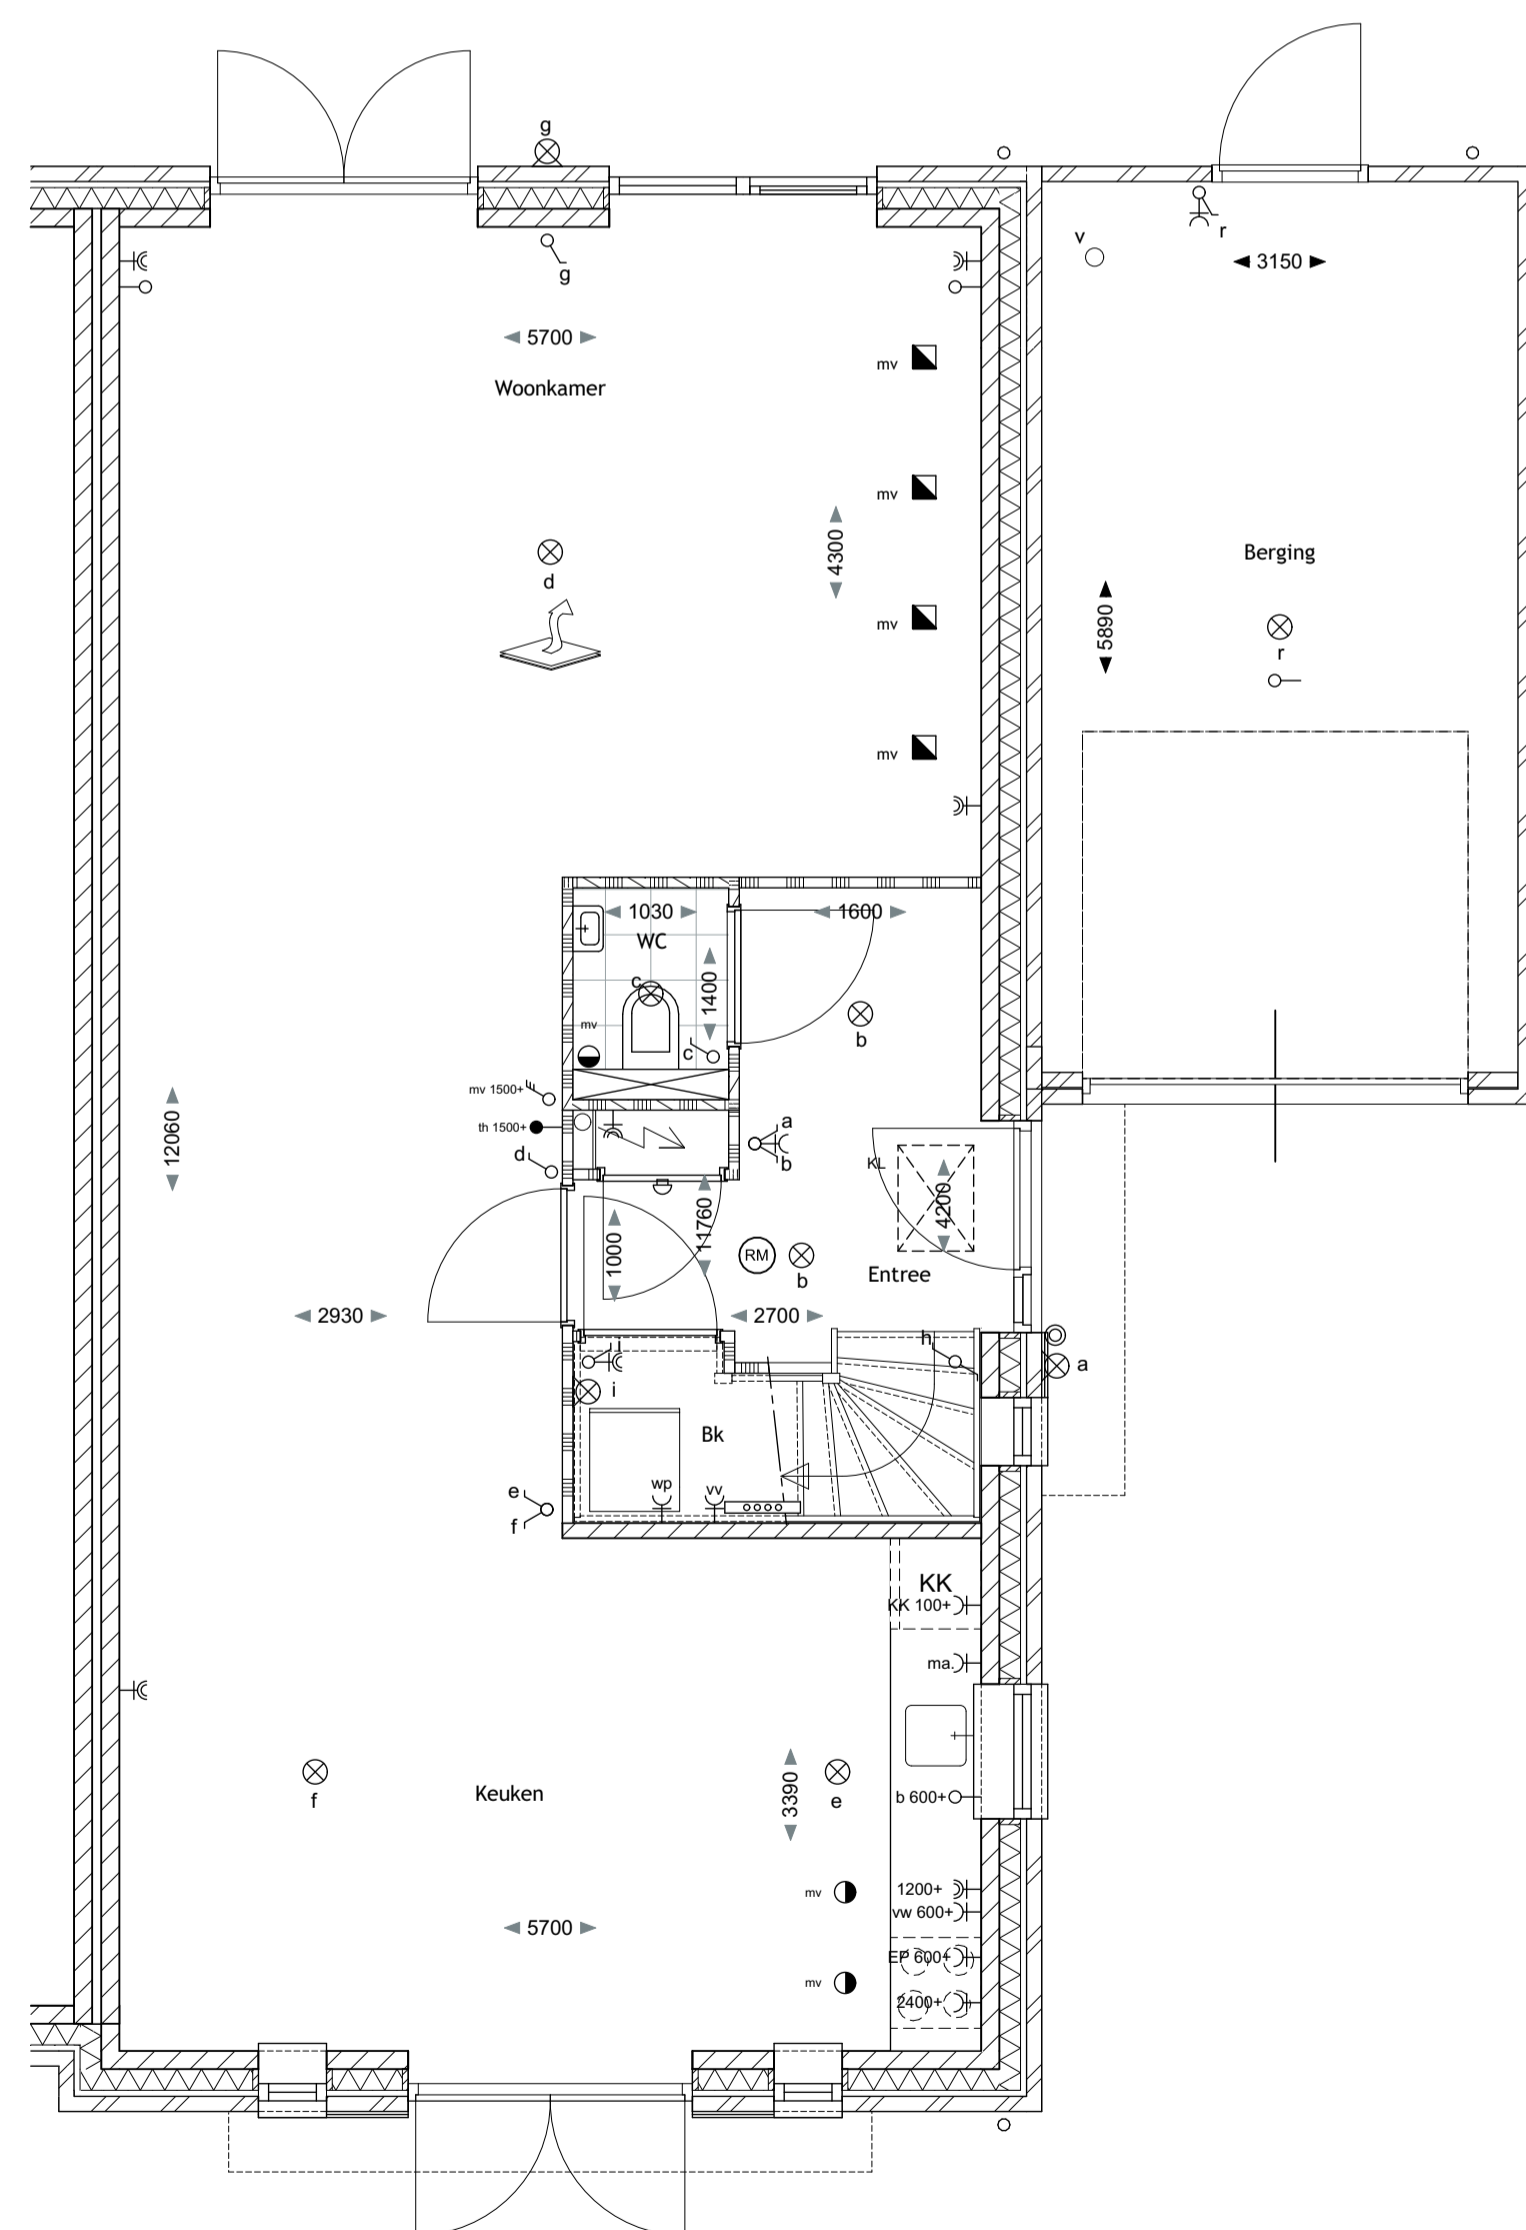 g
g
v
r
3150
5700
Woonkamer
mv
mv
4300
d
Berging
5890
mv
r
mv
1030
1600
WC
c
1400
mv
b
c
mv 1500+
th 1500+
a
b
d
KL
12060
4200
11760
1000
RM
b
Entree
2930
2700
i
h
a
i
Bk
wp
vv
e
f
KK
KK 100+
ma.
f
Keuken
3390
e
b 600+
mv
1200+
vw 600+
5700
EP 600+
mv
2400+